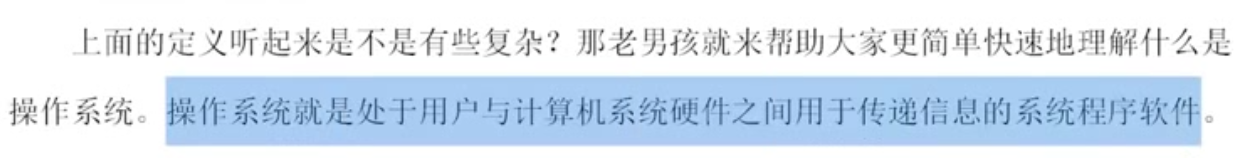 上面的定义听起来是不是有些复杂？那老男孩就来帮助大家更简单快速地理解什么是
操作系统。操作系统就是处于用户与计算机系统硬件之间用于传递信息的系统程序软件。